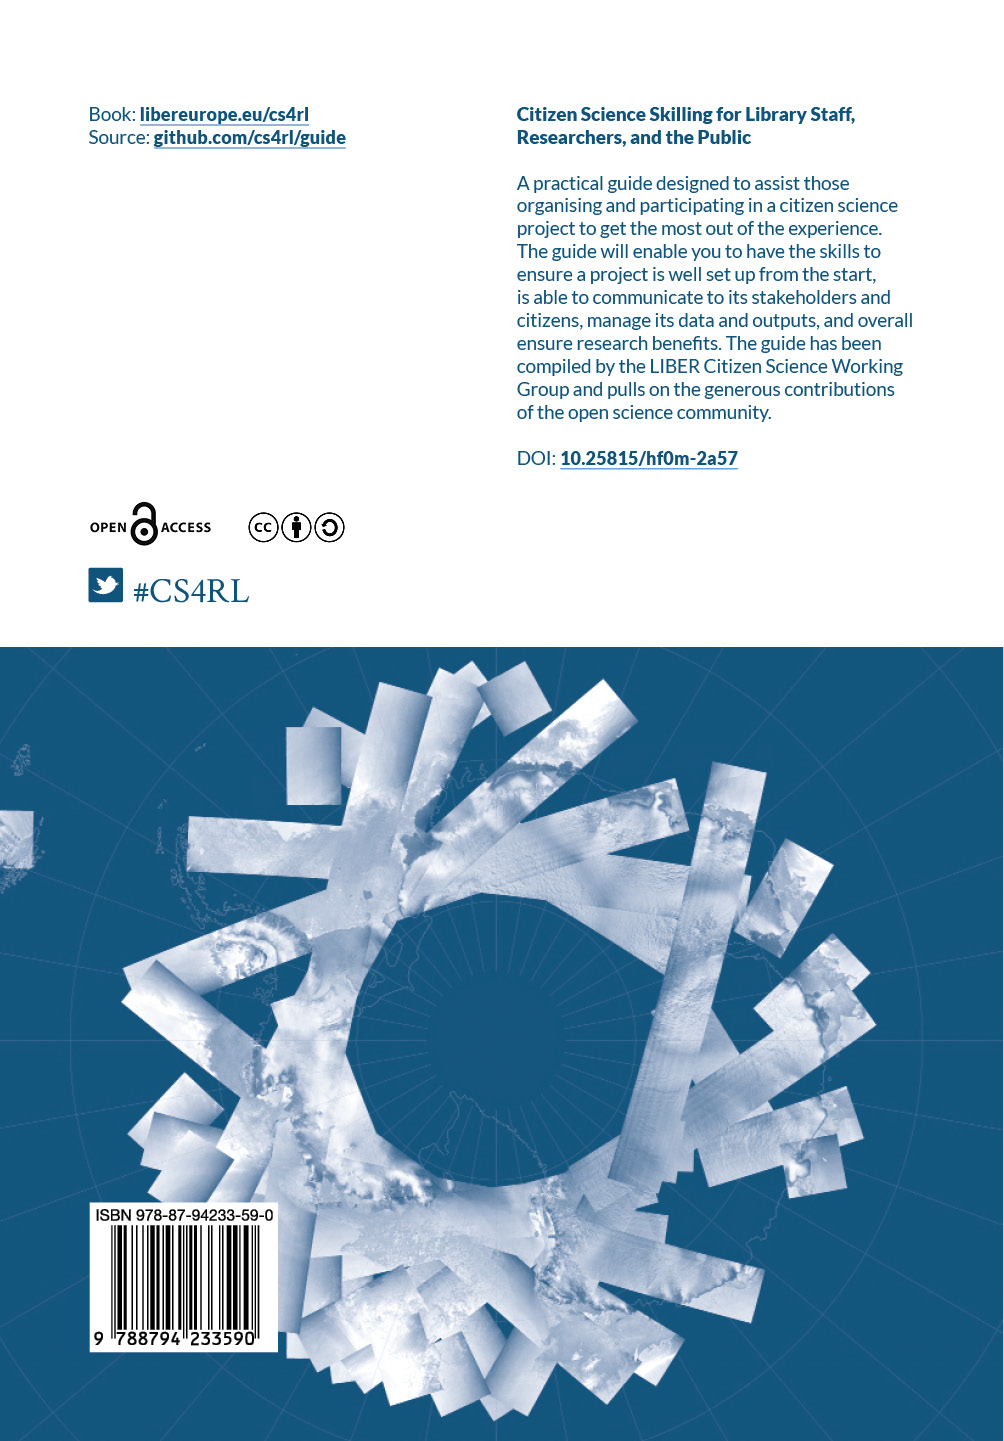 Book: libereurope.eu/cs4rl
Source: github.com/cs4rl/guide
Citizen Science Skilling for Library Staff,
Researchers, and the Public
A practical guide designed to assist those
organising and participating in a citizen science
project to get the most out of the experience.
The guide will enable you to have the skills to
ensure a project is well set up from the start,
is able to communicate to its stakeholders and
citizens, manage its data and outputs, and overall
ensure research benefits. The guide has been
compiled by the LIBER Citizen Science Working
Group and pulls on the generous contributions
of the open science community.
DOI: 10.25815/hf0m-2a57
OPEN ACCESS
CC
#CS4RL
ISBN 978-87-94233-59-0
9 788794 233590